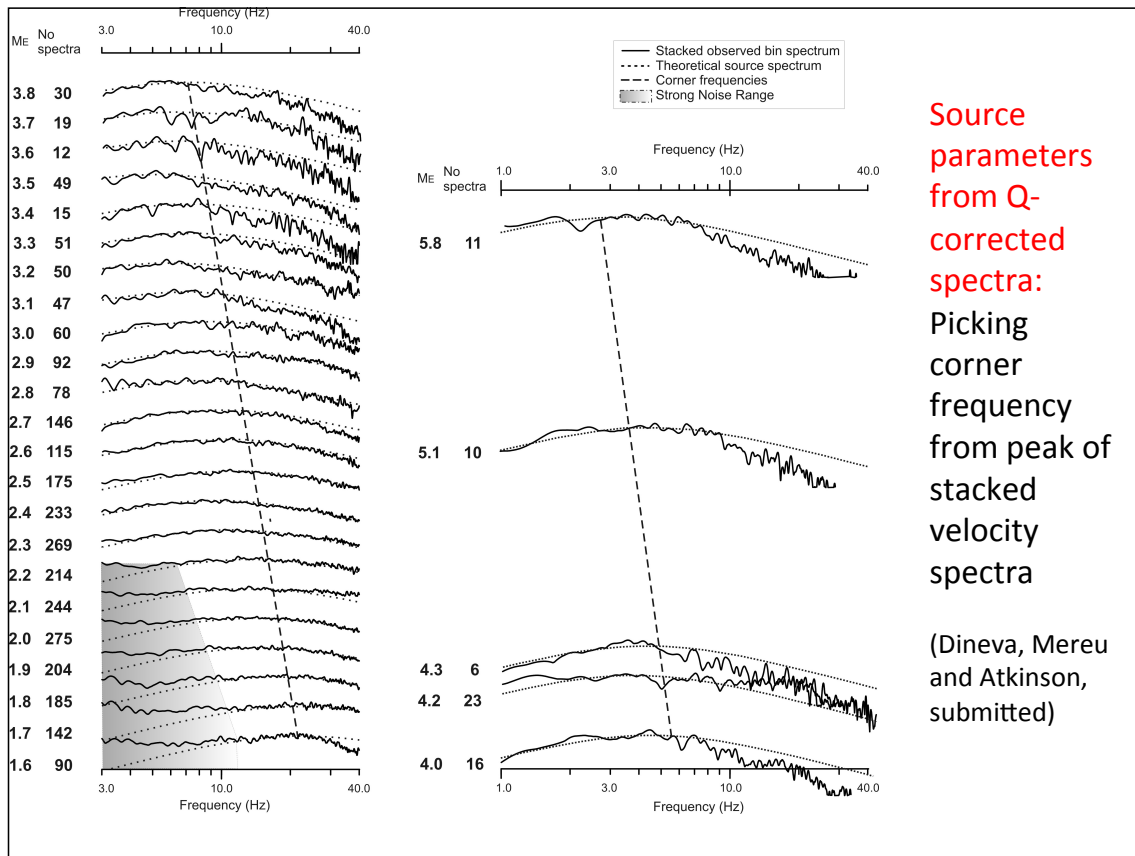 Frequency (Hz)
3.0 10.0 40.0
ME No spectra
3.8 30
3.7 19
3.6 12
3.5 49
3.4 15
3.3 51
3.2 50
3.1 47
3.0 60
2.9 92
2.8 78
2.7 146
2.6 115
2.5 175
2.4 233
2.3 269
2.2 214
2.1 244
2.0 275
1.9 204
1.8 185
1.7 142
1.6 90
3.0 10.0 40.0
Frequency (Hz)
Stacked observed bin spectrum
Theoretical source spectrum
Corner frequencies
Strong Noise Range
Frequency (Hz)
ME No spectra
1.0 3.0 10.0 40.0
5.8 11
5.1 10
4.3 6
4.2 23
4.0 16
1.0 3.0 10.0 40.0
Frequency (Hz)
Source
parameters
from Q-
corrected
spectra:
Picking
corner
frequency
from peak of
stacked
velocity
spectra
(Dineva, Mereu
and Atkinson,
submitted)